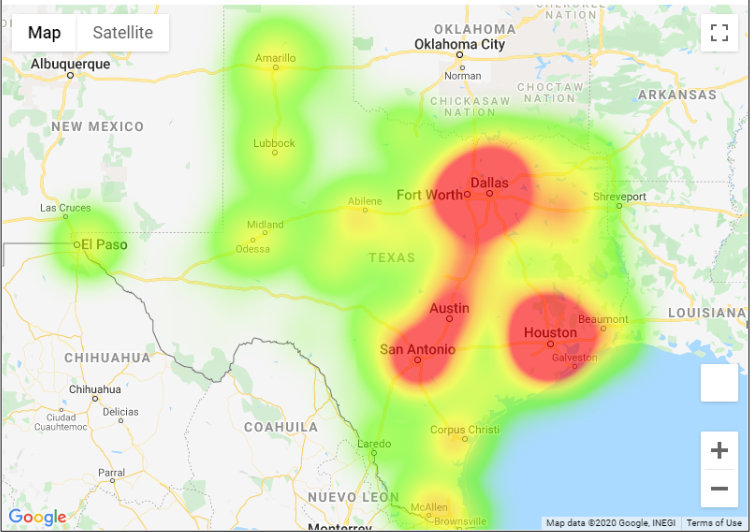 Map
Satellite
OKLAHOMA
Oklahoma City
CHEROKEE
NATION
Amarillo
Albuquerque
Norman
CHOCTAW
NATION
ARKANSAS
CHICKASAW
NATION
NEW MEXICO
Lubbock
Dallas
Fort Worth
Shreveport
Abilene
Las Cruces
Midland
El Paso
Odessa
TEXAS
Austin
LOUISIANA
Beaumont
Houston
San Antonio
Galveston
CHIHUAHUA
Chihuahua
Delicias
Ciudad
Cuauhtemoc
COAHUILA
Corpus Christi
Laredo
Parral
NUEVO LEON
McAllen
Brownsville
Monterrey
Google
Map data ©2020 Google, INEGI
Terms of Use